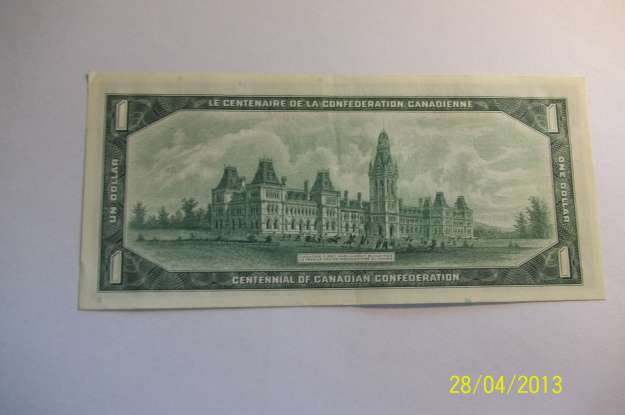 LE CENTENAIRE DE LA CONFEDERATION CANADIENNE
1 1
UN DOLLAR
ONE DOLLAR
1 1
CENTENNIAL OF CANADIAN CONFEDERATION
28/04/2013